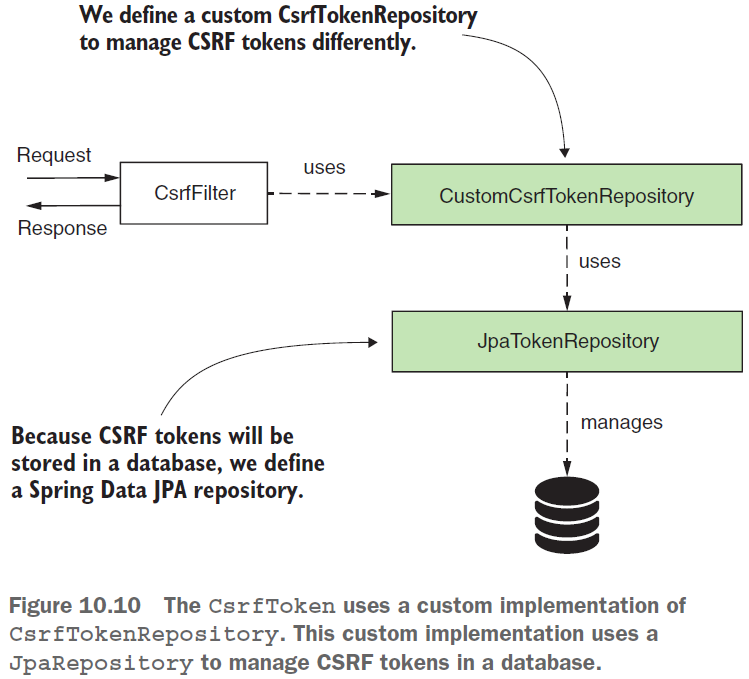 We define a custom CsrfTokenRepository
to manage CSRF tokens differently.
Request
uses
CsrfFilter
CustomCsrfTokenRepository
Response
uses
JpaTokenRepository
manages
Because CSRF tokens will be
stored in a database, we define
a Spring Data JPA repository.
Figure 10.10 The CsrfToken uses a custom implementation of
CsrfTokenRepository. This custom implementation uses a
JpaRepository to manage CSRF tokens in a database.